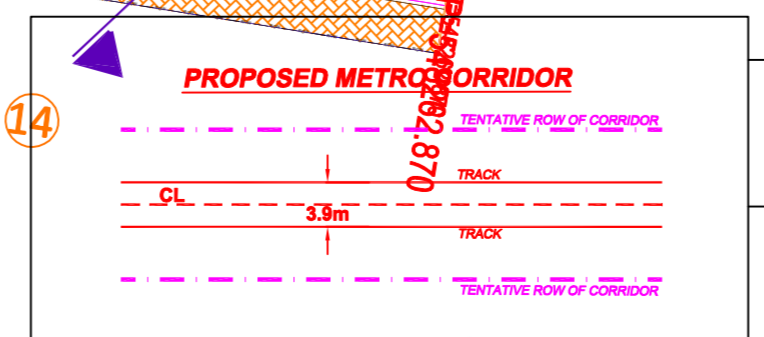 PROPOSED METRO CORRIDOR
14
TENTATIVE ROW OF CORRIDOR
TRACK
CL
3.9m
TRACK
TENTATIVE ROW OF CORRIDOR